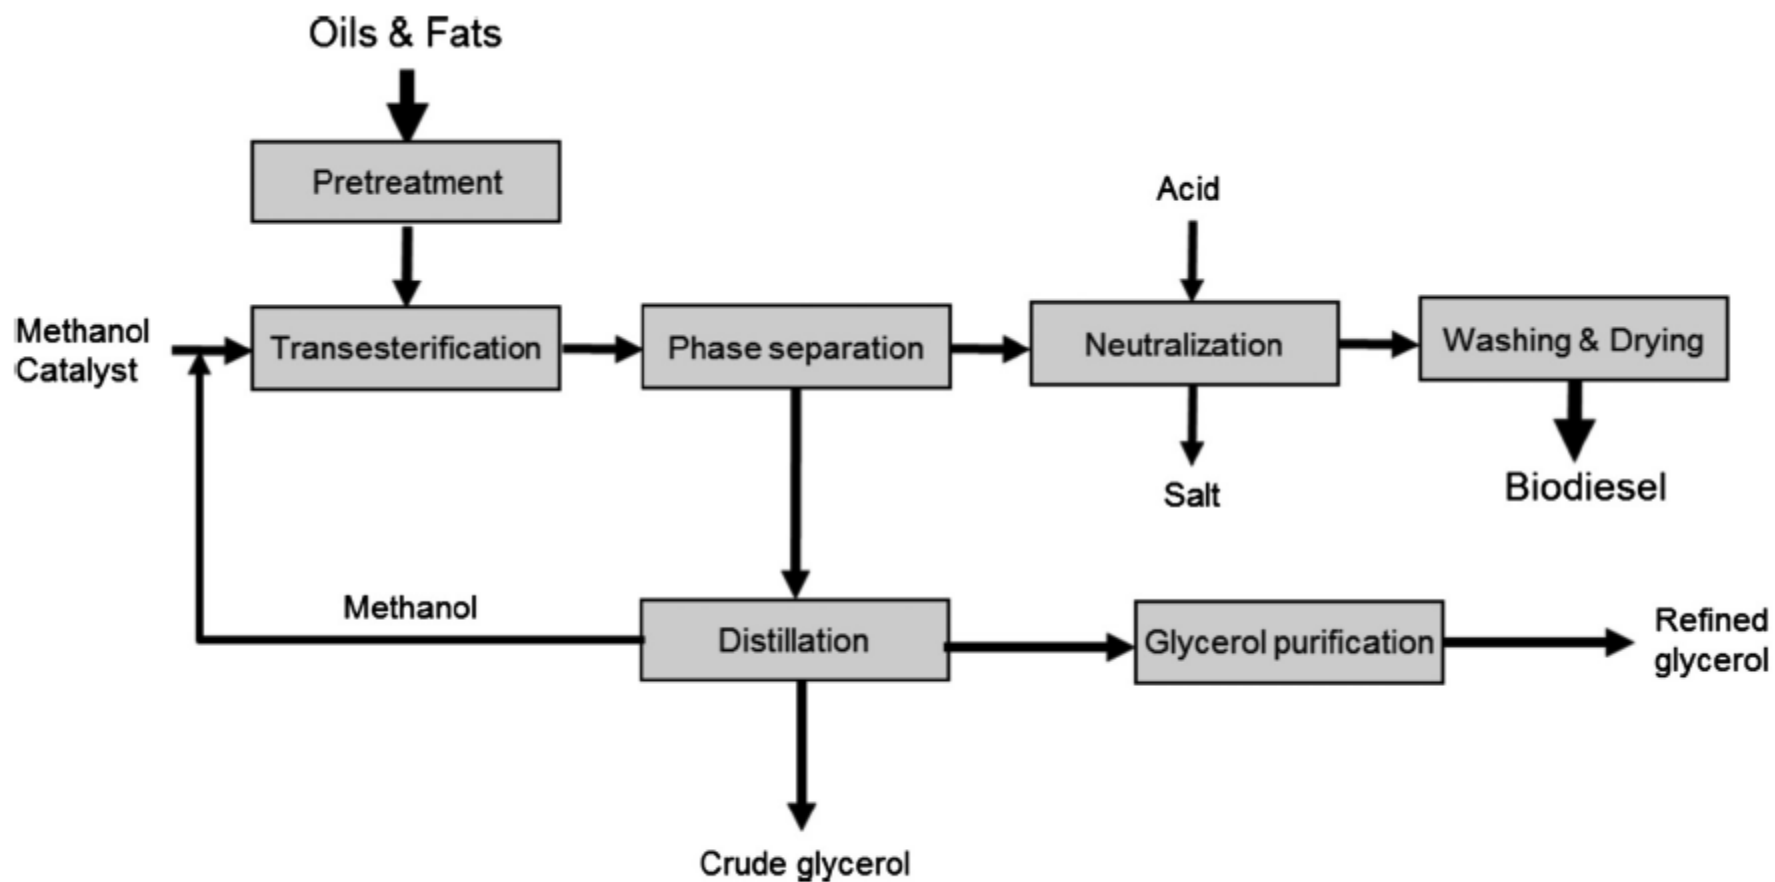 Oils & Fats
Pretreatment
Acid
Methanol
Catalyst
Transesterification
Phase separation
Neutralization
Washing & Drying
Salt
Biodiesel
Methanol
Distillation
Glycerol purification
Refined
glycerol
Crude glycerol